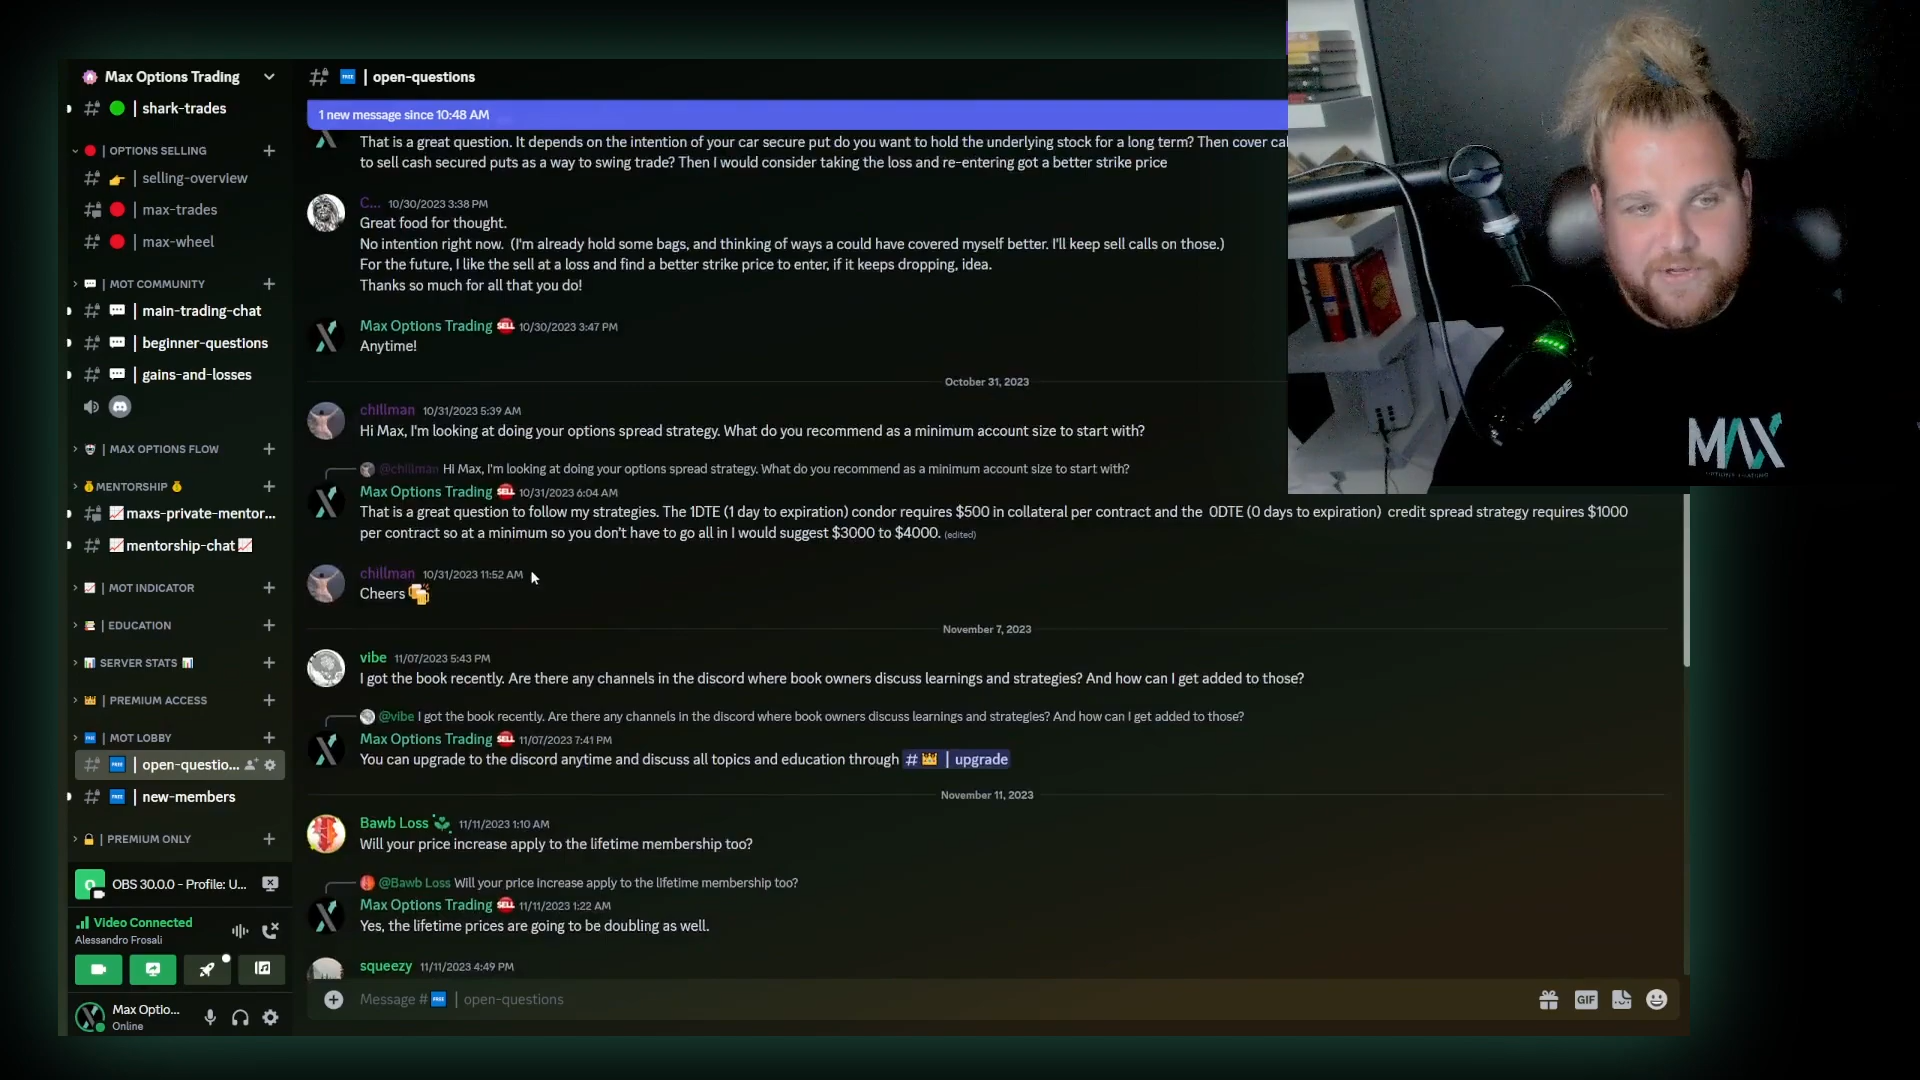 Max Options Trading
shark-trades
| OPTIONS SELLING
| selling-overview
| max-trades
| max-wheel
| MOT COMMUNITY
| main-trading-chat
| beginner-questions
| gains-and-losses
| MAX OPTIONS FLOW
MENTORSHIP
maxs-private-mentor...
mentorship-chat
| MOT INDICATOR
| EDUCATION
| SERVER STATS
| PREMIUM ACCESS
| MOT LOBBY
FREE | open-questio...
FREE | new-members
| PREMIUM ONLY
OBS 30.0.0 - Profile: U...
Video Connected
Alessandro Frosali
Max Optio...
Online
# FREE | open-questions
1 new message since 10:48 AM
That is a great question. It depends on the intention of your car secure put do you want to hold the underlying stock for a long term? Then cover cal
to sell cash secured puts as a way to swing trade? Then I would consider taking the loss and re-entering got a better strike price
C... 10/30/2023 3:38 PM
Great food for thought.
No intention right now. (I'm already hold some bags, and thinking of ways a could have covered myself better. I'll keep sell calls on those.)
For the future, I like the sell at a loss and find a better strike price to enter, if it keeps dropping, idea.
Thanks so much for all that you do!
Max Options Trading SELL 10/30/2023 3:47 PM
Anytime!
October 31, 2023
chillman 10/31/2023 5:39 AM
Hi Max, I'm looking at doing your options spread strategy. What do you recommend as a minimum account size to start with?
@chillman Hi Max, I'm looking at doing your options spread strategy. What do you recommend as a minimum account size to start with?
Max Options Trading SELL 10/31/2023 6:04 AM
That is a great question to follow my strategies. The 1DTE (1 day to expiration) condor requires $500 in collateral per contract and the 0DTE (0 days to expiration) credit spread strategy requires $1000
per contract so at a minimum so you don't have to go all in I would suggest $3000 to $4000. (edited)
chillman 10/31/2023 11:52 AM
Cheers
November 7, 2023
vibe 11/07/2023 5:43 PM
I got the book recently. Are there any channels in the discord where book owners discuss learnings and strategies? And how can I get added to those?
@vibe I got the book recently. Are there any channels in the discord where book owners discuss learnings and strategies? And how can I get added to those?
Max Options Trading SELL 11/07/2023 7:41 PM
You can upgrade to the discord anytime and discuss all topics and education through # | upgrade
November 11, 2023
Bawb Loss 11/11/2023 1:10 AM
Will your price increase apply to the lifetime membership too?
@Bawb Loss Will your price increase apply to the lifetime membership too?
Max Options Trading SELL 11/11/2023 1:22 AM
Yes, the lifetime prices are going to be doubling as well.
squeezy 11/11/2023 4:49 PM
Message # FREE | open-questions
GIF
SHURE
MAX
OPTIONS TRADING